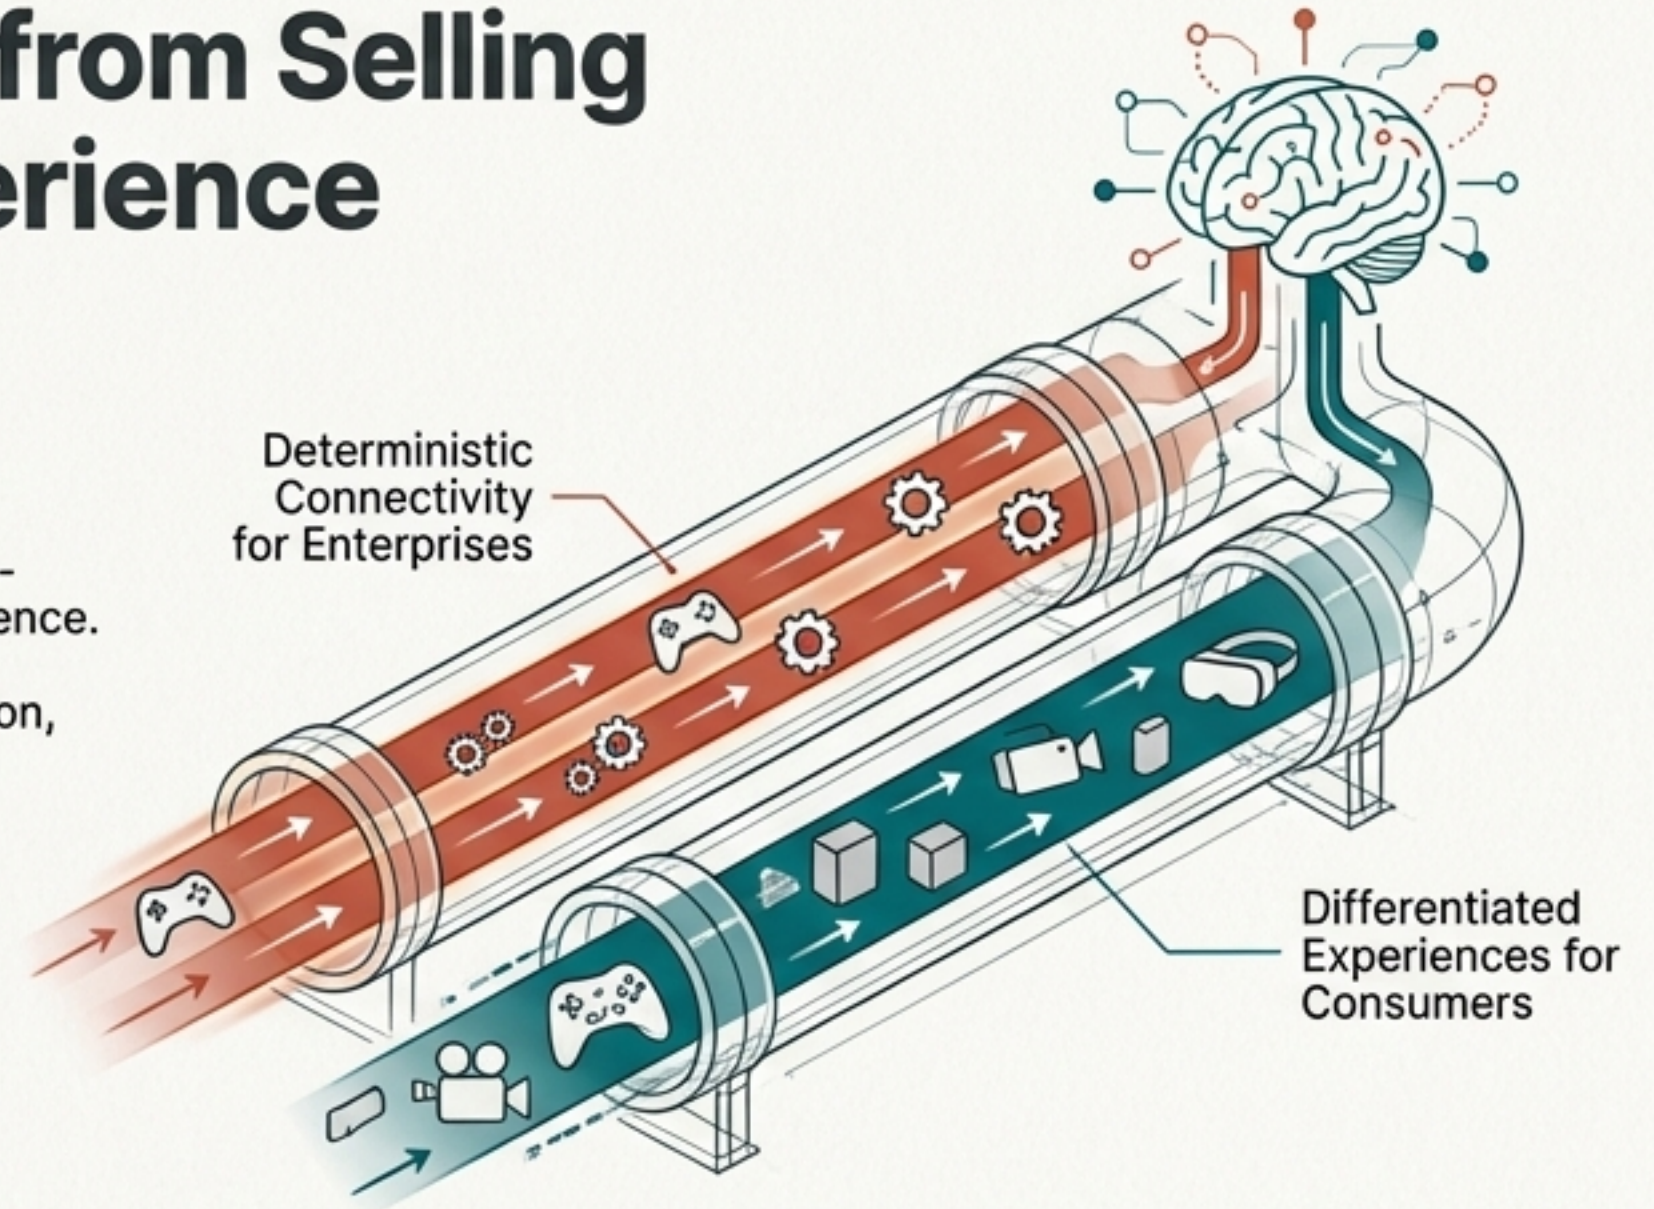 from Selling
erience
Deterministic
Connectivity
for Enterprises
-
ence.
on,
Differentiated
Experiences for
Consumers